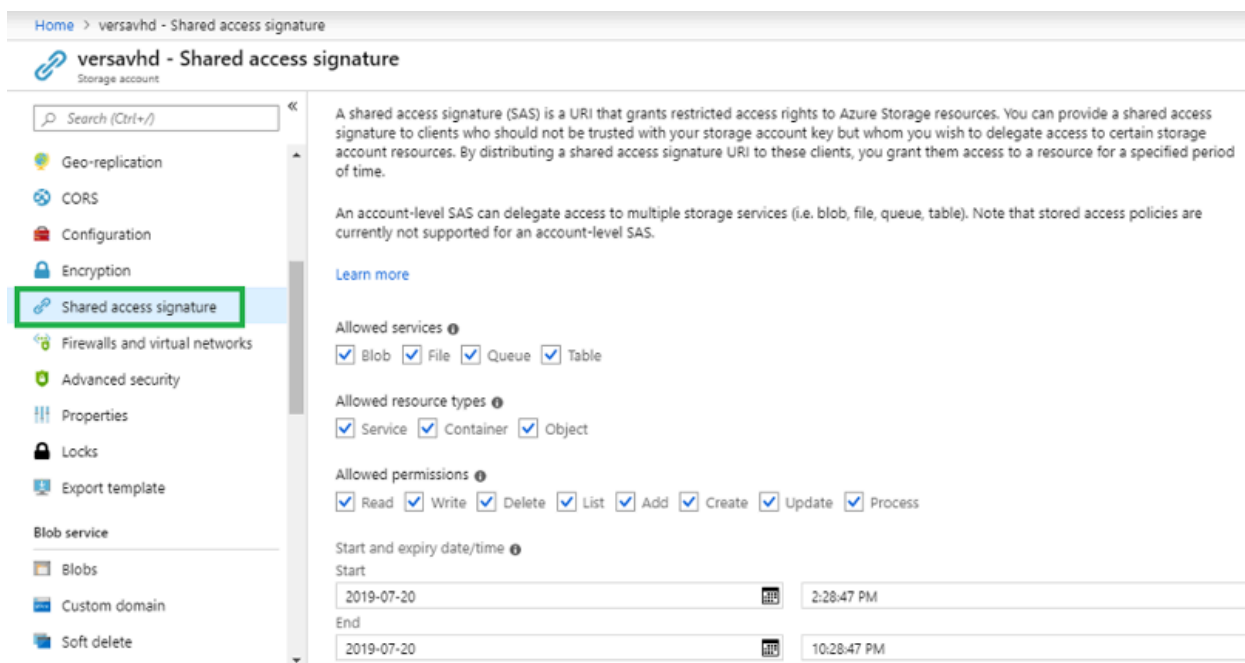 Home > versavhd - Shared access signature
versavhd - Shared access signature
Storage account
Search (Ctrl+/)
«
Geo-replication
CORS
Configuration
Encryption
Shared access signature
Firewalls and virtual networks
Advanced security
Properties
Locks
Export template
Blob service
Blobs
Custom domain
Soft delete
A shared access signature (SAS) is a URI that grants restricted access rights to Azure Storage resources. You can provide a shared access
signature to clients who should not be trusted with your storage account key but whom you wish to delegate access to certain storage
account resources. By distributing a shared access signature URI to these clients, you grant them access to a resource for a specified period
of time.
An account-level SAS can delegate access to multiple storage services (i.e. blob, file, queue, table). Note that stored access policies are
currently not supported for an account-level SAS.
Learn more
Allowed services
Blob File Queue Table
Allowed resource types
Service Container Object
Allowed permissions
Read Write Delete List Add Create Update Process
Start and expiry date/time
Start
2019-07-20 2:28:47 PM
End
2019-07-20 10:28:47 PM